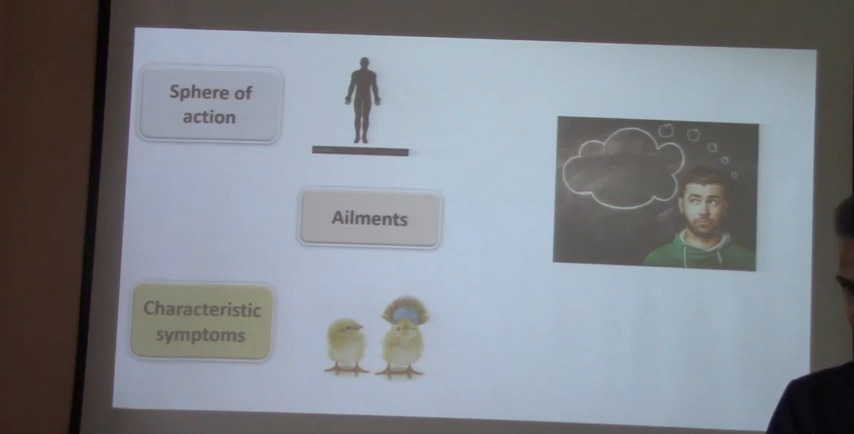 Sphere of
action
Ailments
Characteristic
symptoms